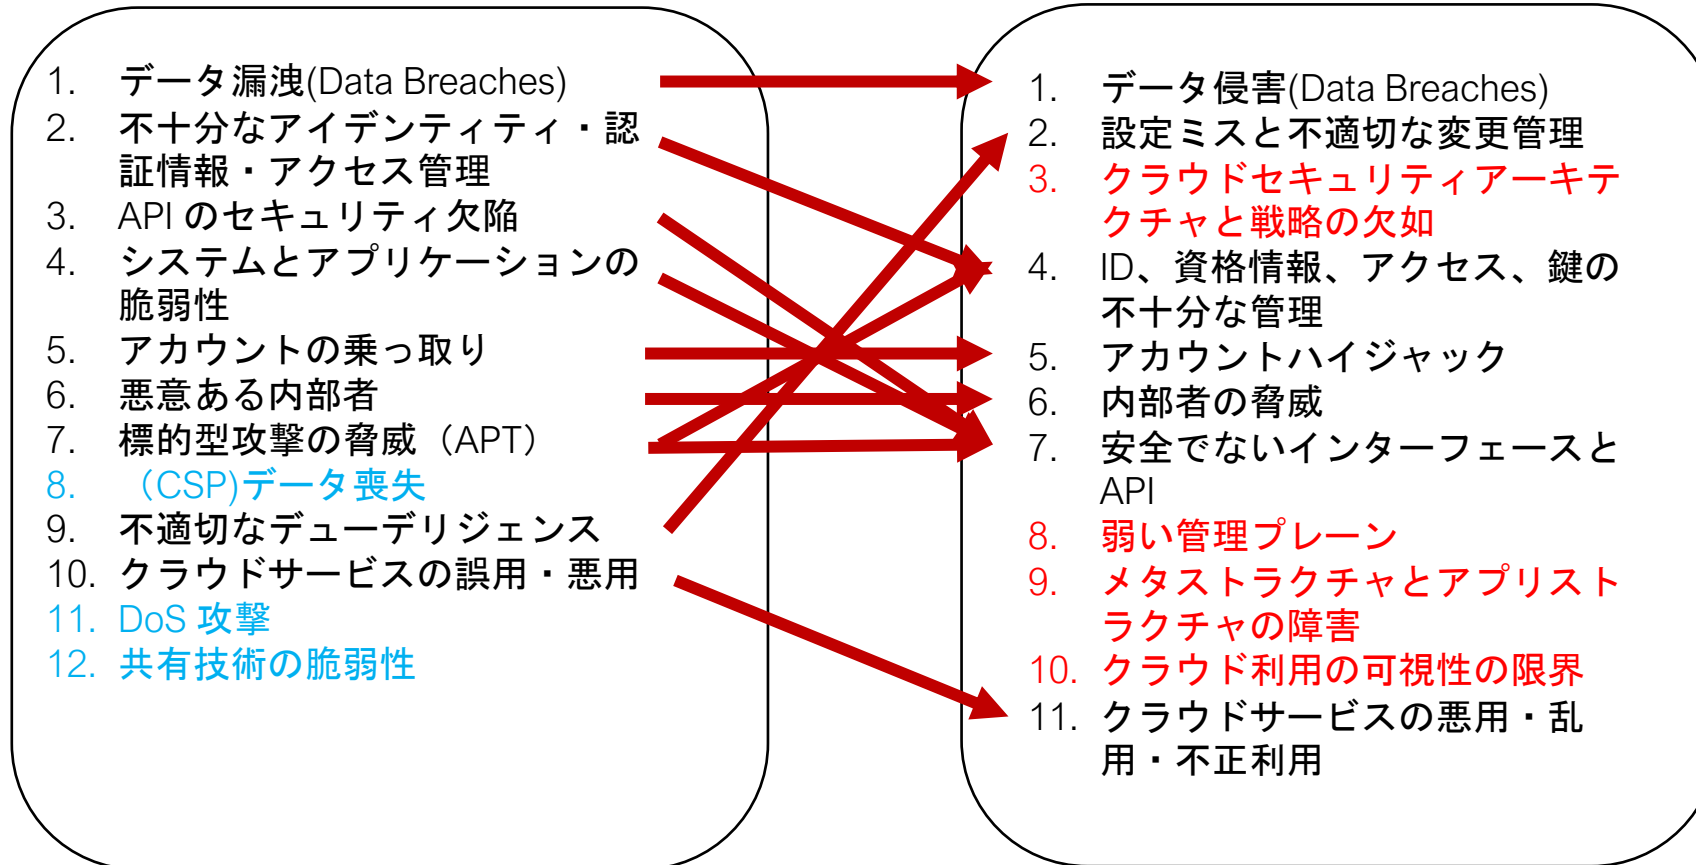 1. データ漏洩(Data Breaches)
2. 不十分なアイデンティティ・認
証情報・アクセス管理
3. API のセキュリティ欠陥
4. システムとアプリケーションの
脆弱性
5. アカウントの乗っ取り
6. 悪意ある内部者
7. 標的型攻撃の脅威（APT）
8. （CSP)データ喪失
9. 不適切なデューデリジェンス
10. クラウドサービスの誤用・悪用
11. DoS 攻撃
12. 共有技術の脆弱性
1. データ侵害(Data Breaches)
2. 設定ミスと不適切な変更管理
3. クラウドセキュリティアーキテ
クチャと戦略の欠如
4. ID、資格情報、アクセス、鍵の
不十分な管理
5. アカウントハイジャック
6. 内部者の脅威
7. 安全でないインターフェースと
API
8. 弱い管理プレーン
9. メタストラクチャとアプリスト
ラクチャの障害
10. クラウド利用の可視性の限界
11. クラウドサービスの悪用・乱
用・不正利用